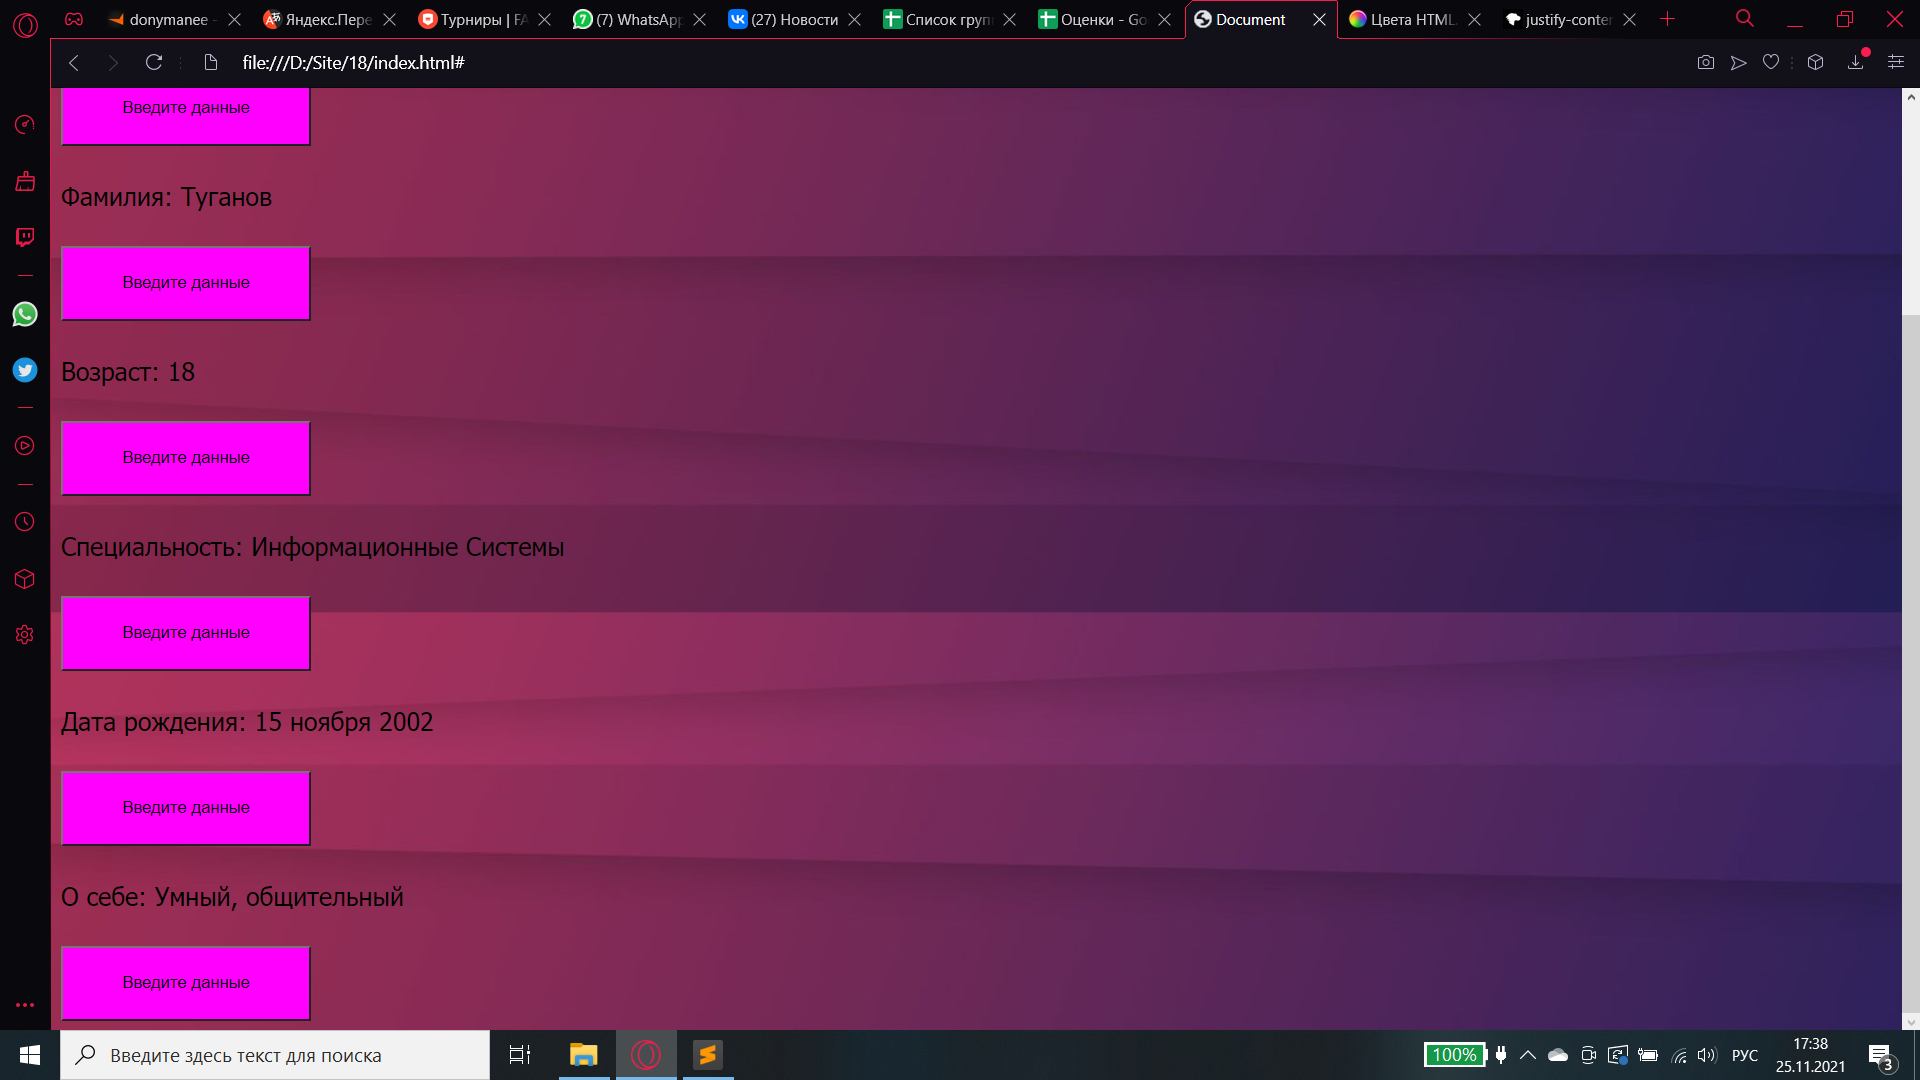 donymanee -
Яндекс.Пере
Турниры | FA
(7) WhatsApp
(27) Новости
Список груп
Оценки - Go
Document
Цвета HTML
justify-conter
file:///D:/Site/18/index.html#
Введите данные
Фамилия: Туганов
Введите данные
Возраст: 18
Введите данные
Специальность: Информационные Системы
Введите данные
Дата рождения: 15 ноября 2002
Введите данные
О себе: Умный, общительный
Введите данные
Введите здесь текст для поиска
100%
РУС
17:38
25.11.2021
3